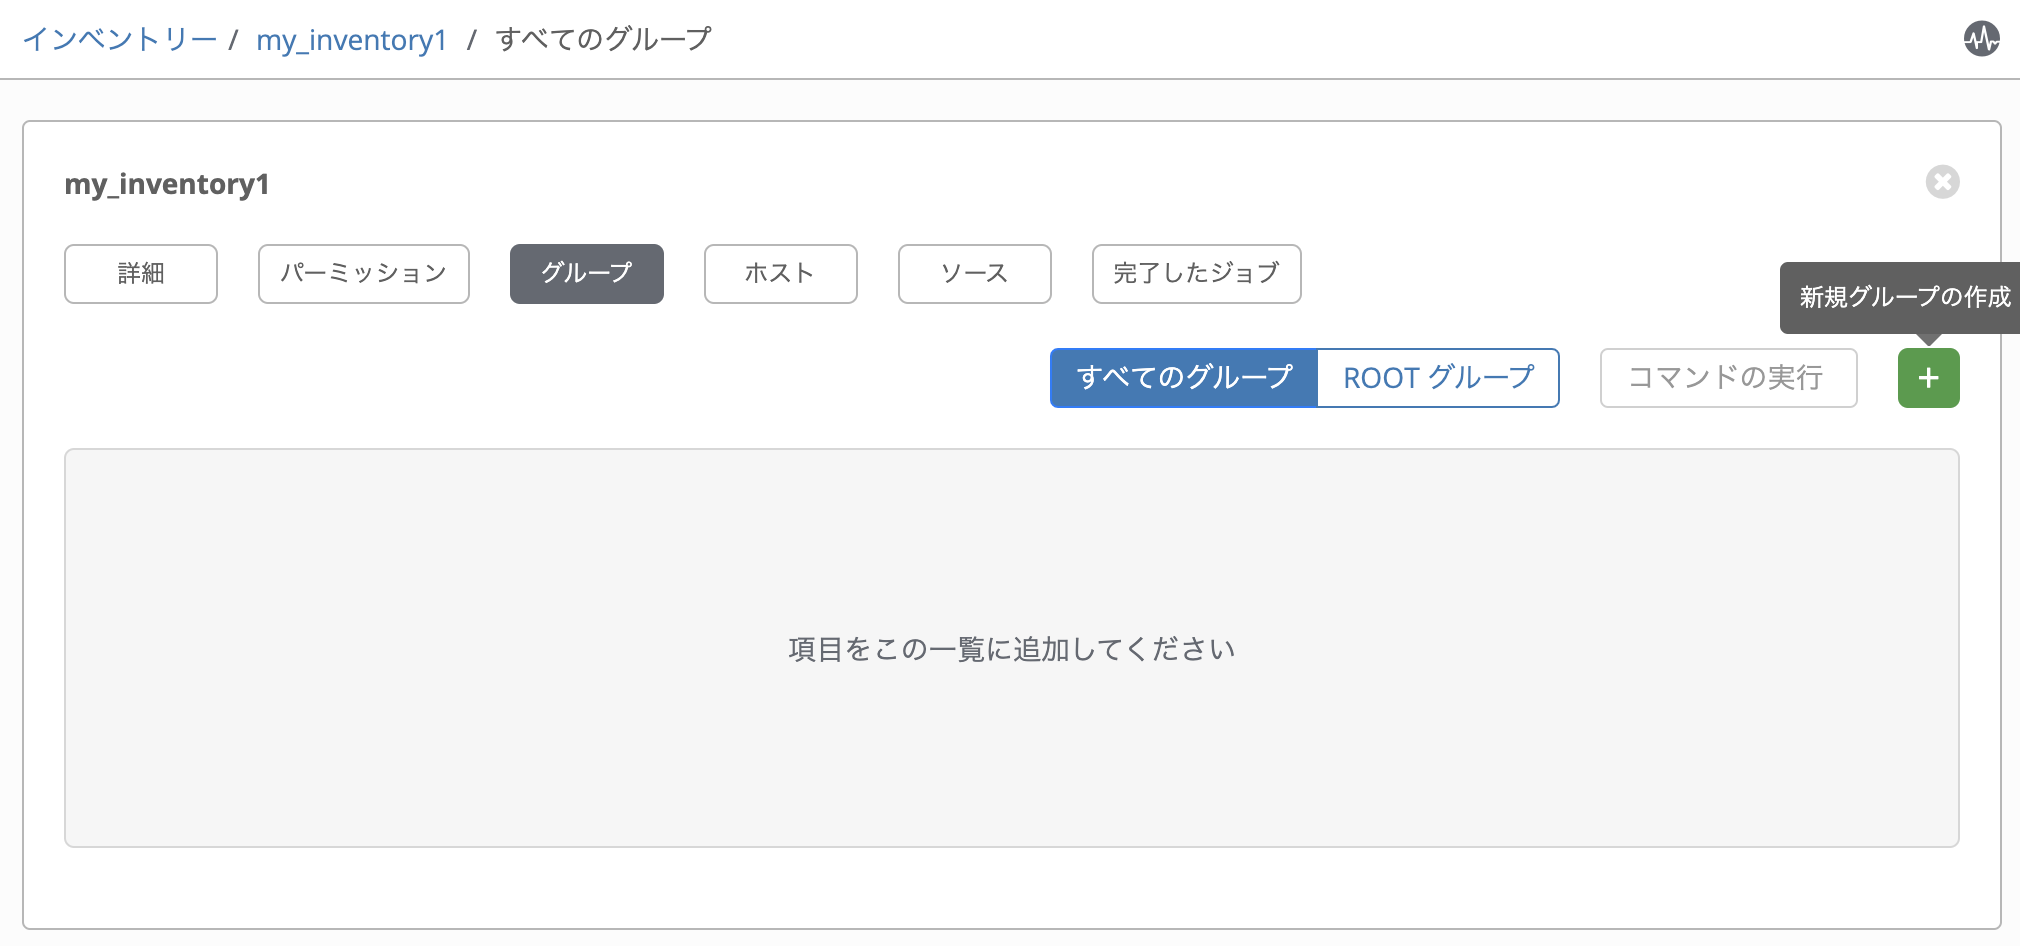 インベントリー / my_inventory1 / すべてのグループ
my_inventory1
詳細 パーミッション グループ ホスト ソース 完了したジョブ
新規グループの作成
すべてのグループ ROOT グループ コマンドの実行 +
項目をこの一覧に追加してください